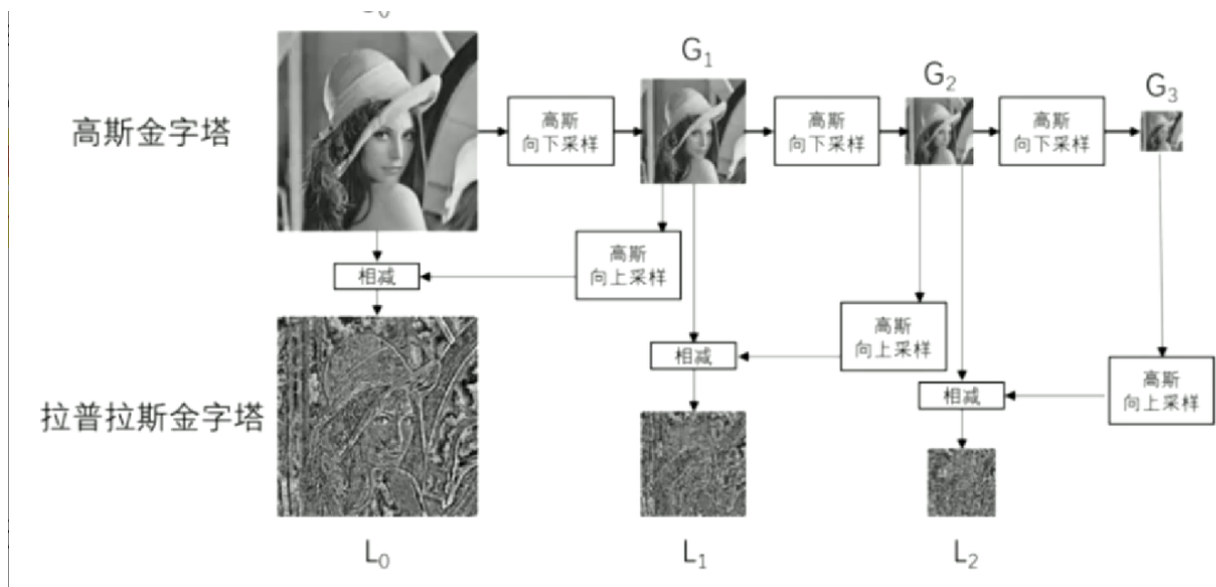 G₁
G₂
G₃
高斯金字塔
高斯
向下采样
高斯
向下采样
高斯
向下采样
高斯
向上采样
相减
高斯
向上采样
相减
高斯
向上采样
相减
拉普拉斯金字塔
L₀
L₁
L₂